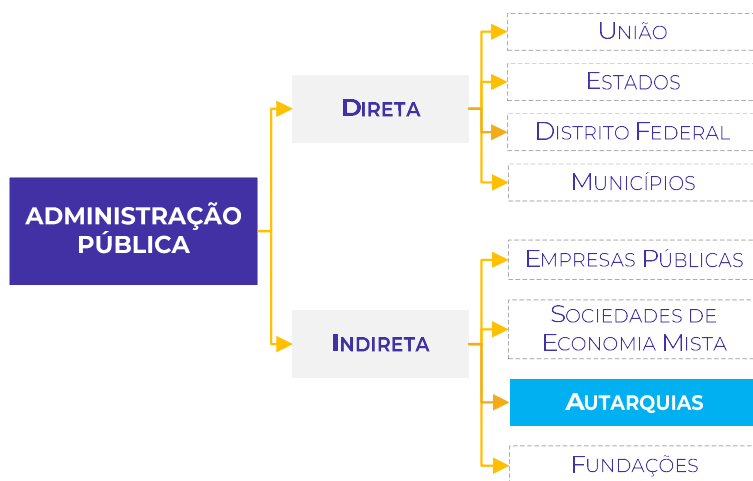 ADMINISTRAÇÃO
PÚBLICA
DIRETA
UNIÃO
ESTADOS
DISTRITO FEDERAL
MUNICÍPIOS
INDIRETA
EMPRESAS PÚBLICAS
SOCIEDADES DE
ECONOMIA MISTA
AUTARQUIAS
FUNDAÇÕES